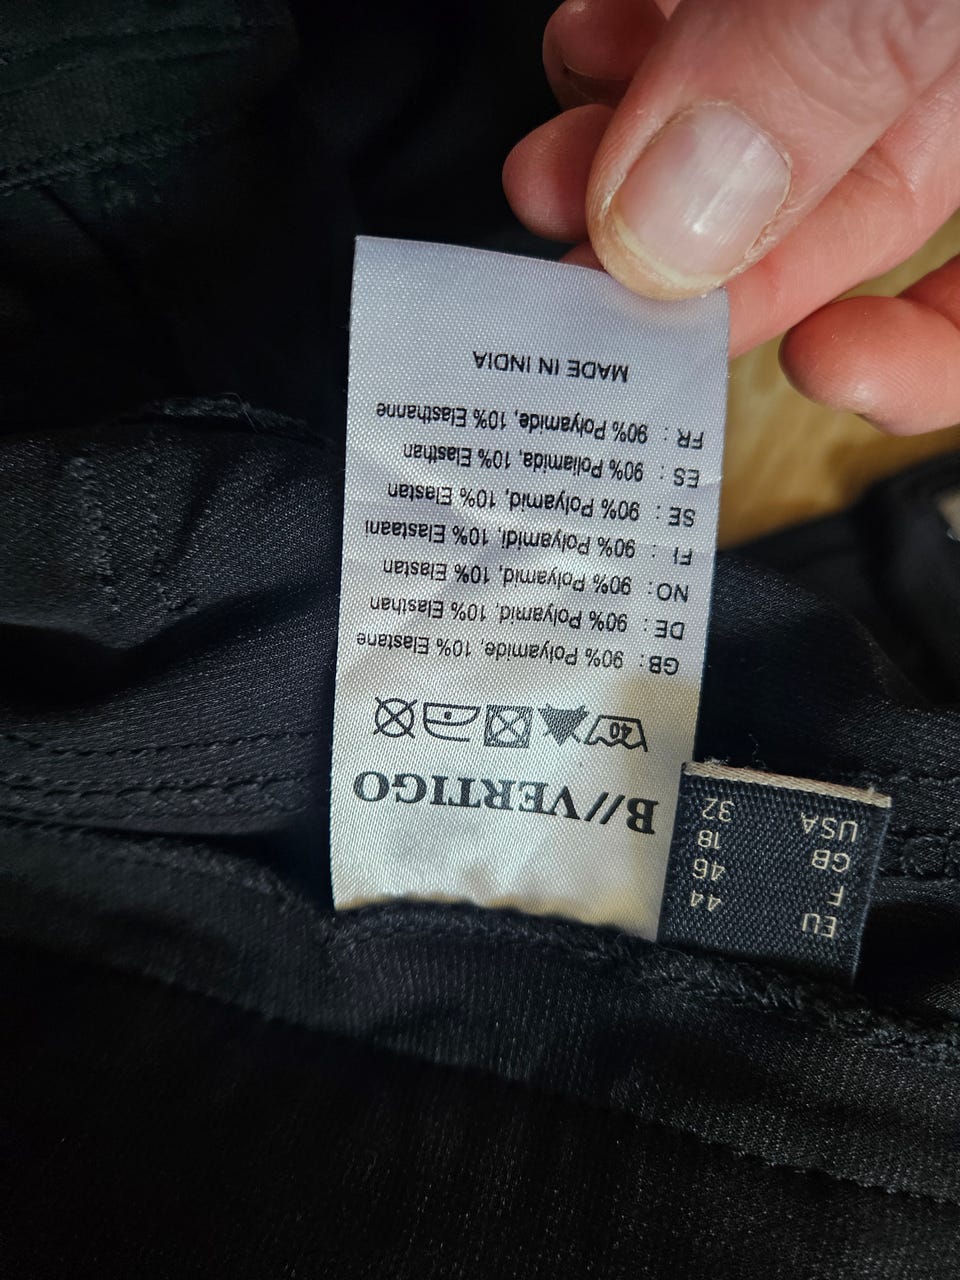 B//VERTIGO
40
GB: 90% Polyamide, 10% Elastane
DE : 90% Polyamid, 10% Elasthan
NO: 90% Polyamid, 10% Elastan
FI : 90% Polyamidi, 10% Elastaani
SE : 90% Polyamid, 10% Elastan
ES : 90% Poliamida, 10% Elasthan
FR : 90% Polyamide, 10% Elasthanne
MADE IN INDIA
EU 44
F 46
GB 18
USA 32